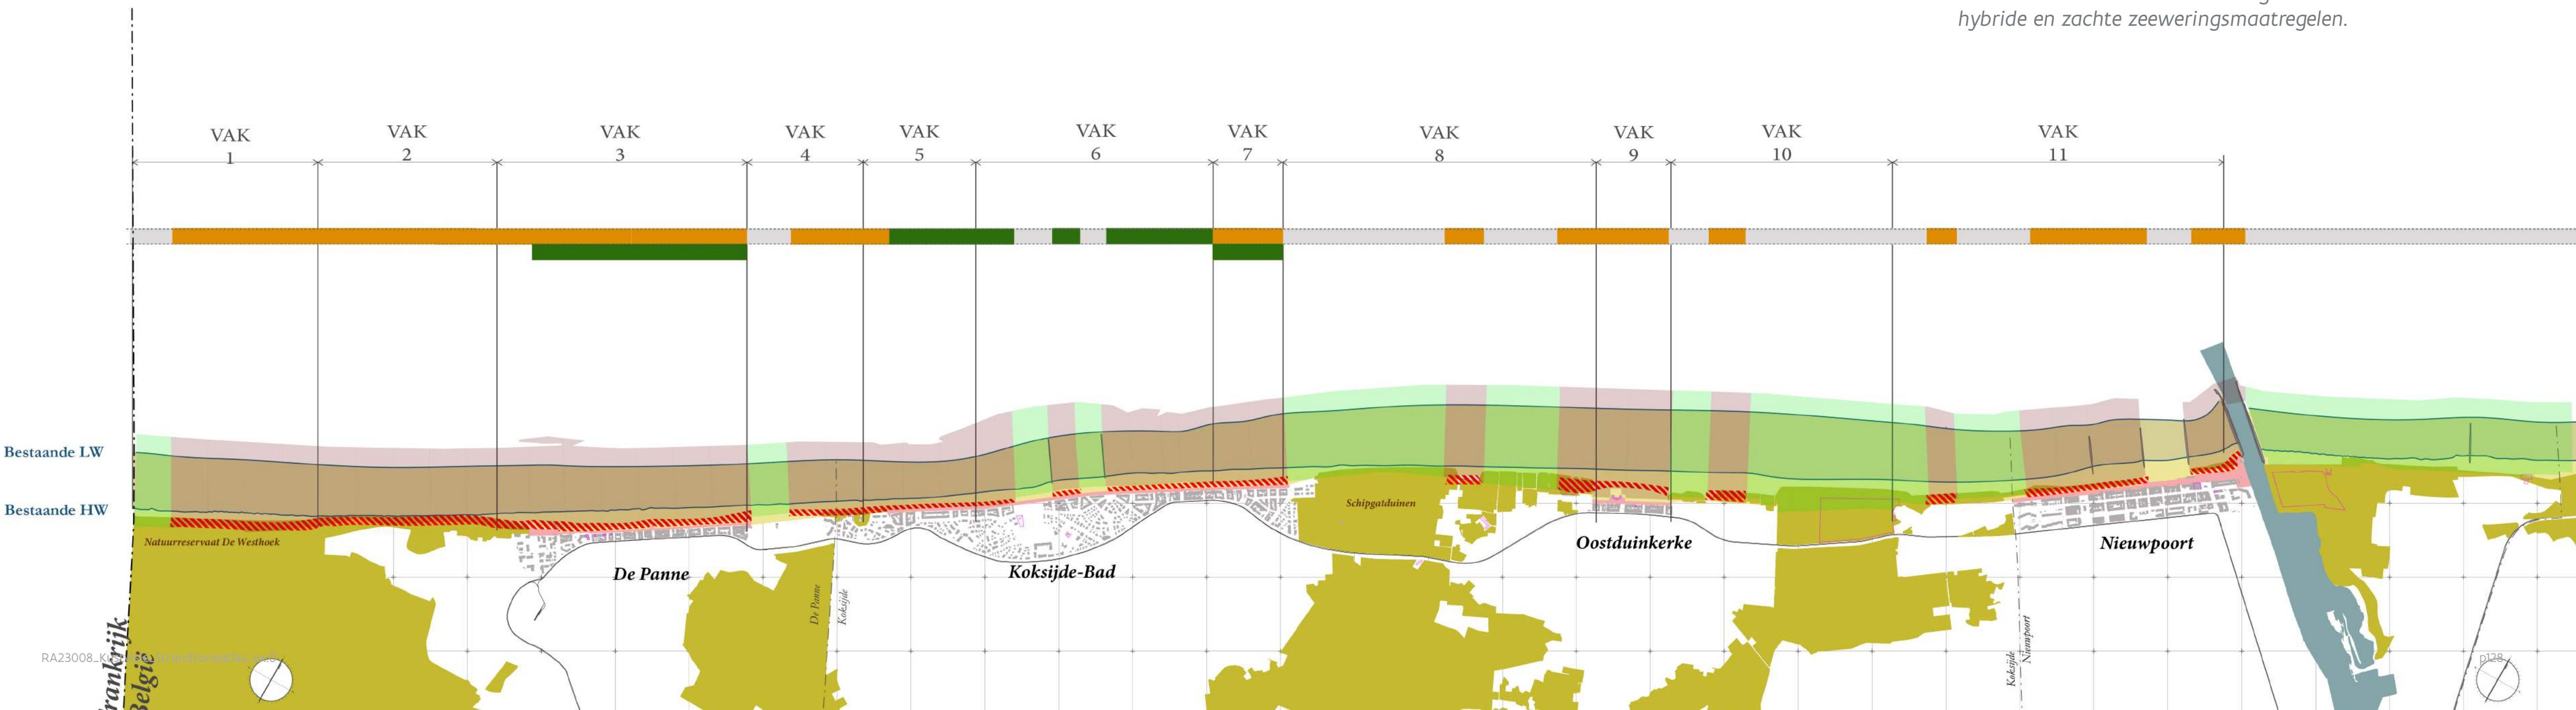 hybride en zachte zeeweringsmaatregelen.
VAK
1
VAK
2
VAK
3
VAK
4
VAK
5
VAK
6
VAK
7
VAK
8
VAK
9
VAK
10
VAK
11
Bestaande LW
Bestaande HW
Natuurreservaat De Westhoek
Schipgatduinen
De Panne
Koksijde-Bad
Oostduinkerke
Nieuwpoort
De Panne
Koksijde
Koksijde
Nieuwpoort
België
p128